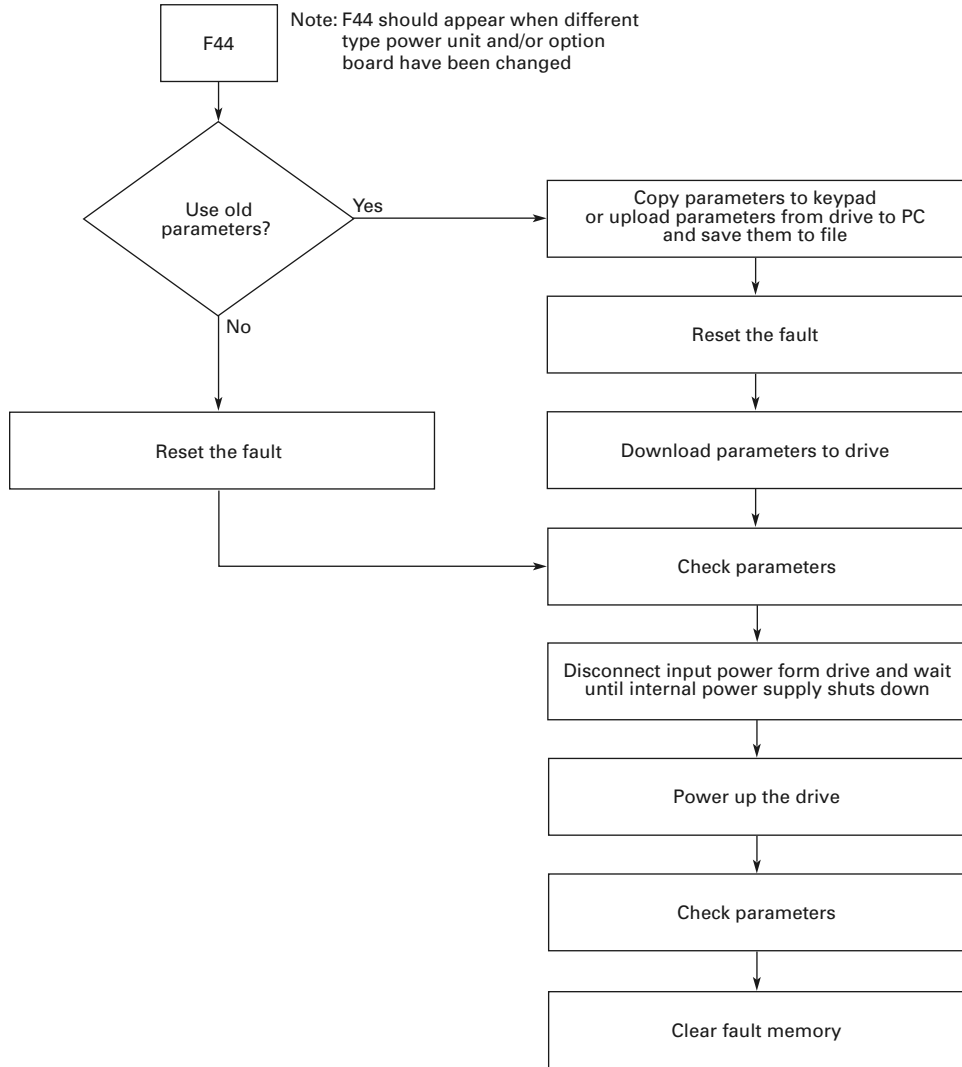 F44
Note: F44 should appear when different
type power unit and/or option
board have been changed
Use old
parameters?
Yes
No
Copy parameters to keypad
or upload parameters from drive to PC
and save them to file
Reset the fault
Reset the fault
Download parameters to drive
Check parameters
Disconnect input power form drive and wait
until internal power supply shuts down
Power up the drive
Check parameters
Clear fault memory